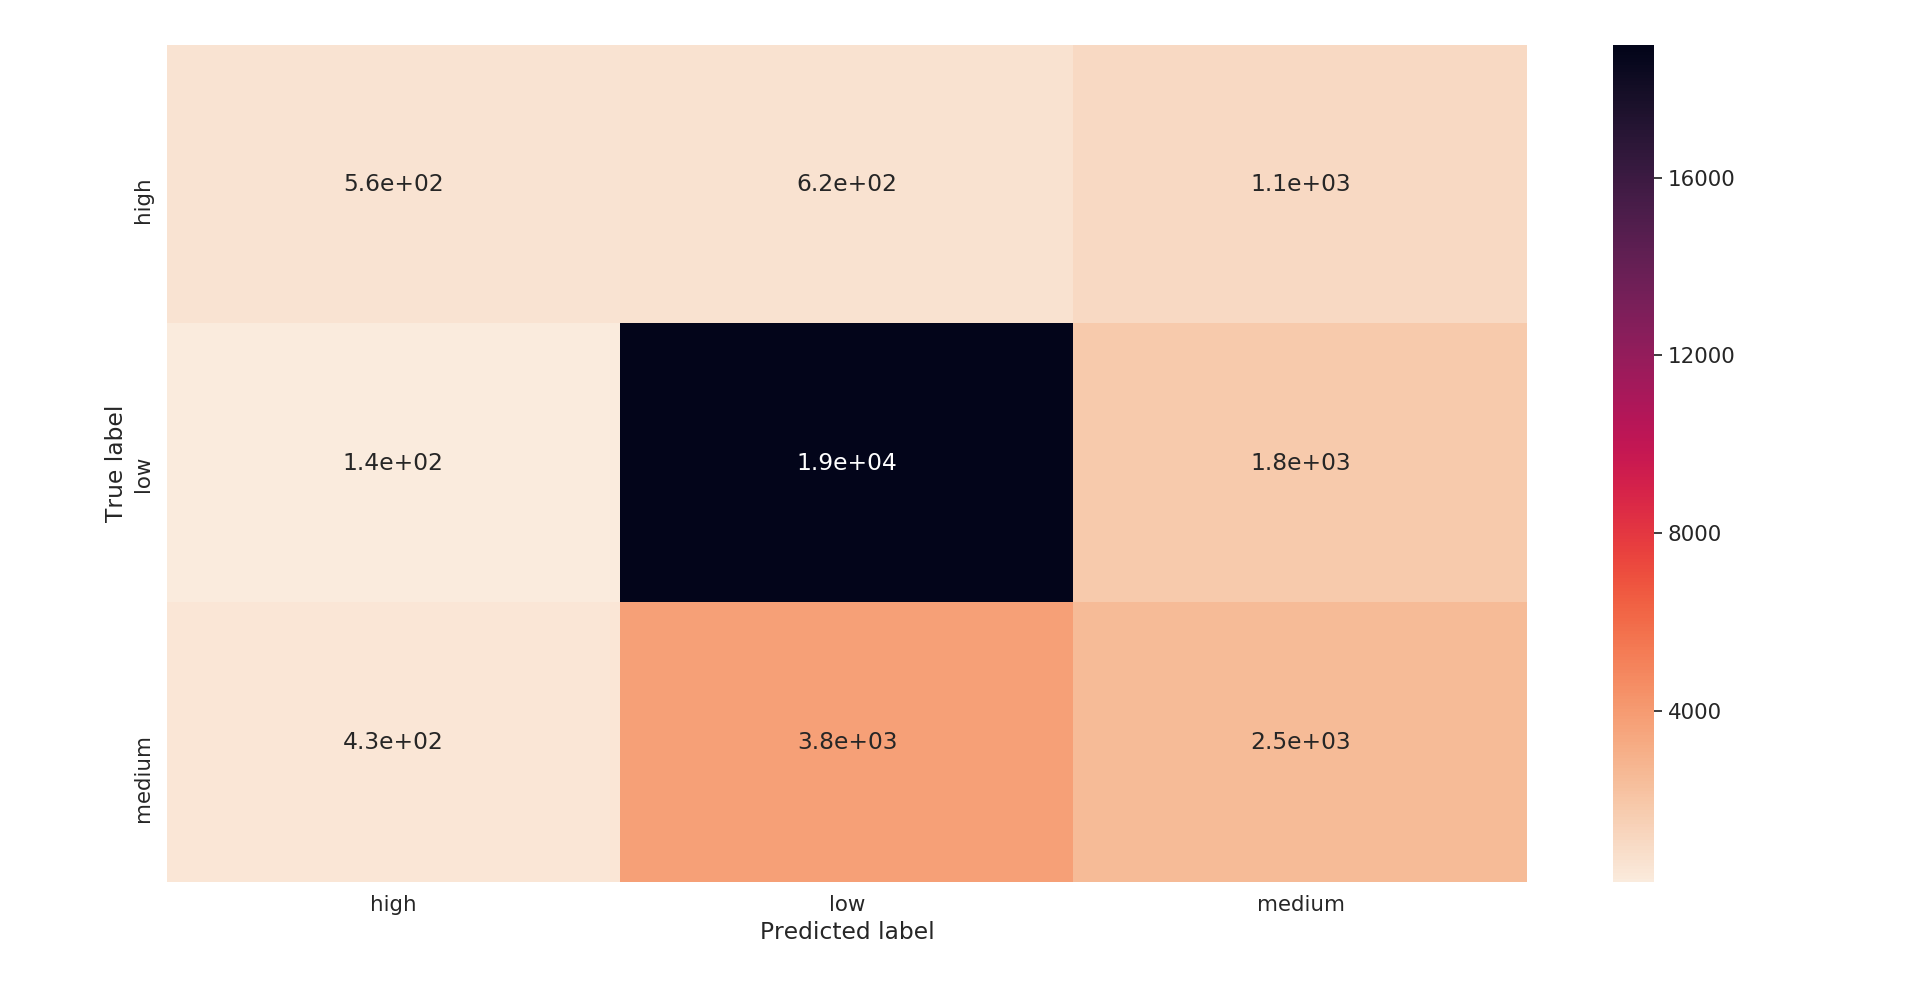 True label
high
5.6e+02 6.2e+02 1.1e+03
low
1.4e+02 1.9e+04 1.8e+03
medium
4.3e+02 3.8e+03 2.5e+03
high low medium
Predicted label
16000
12000
8000
4000